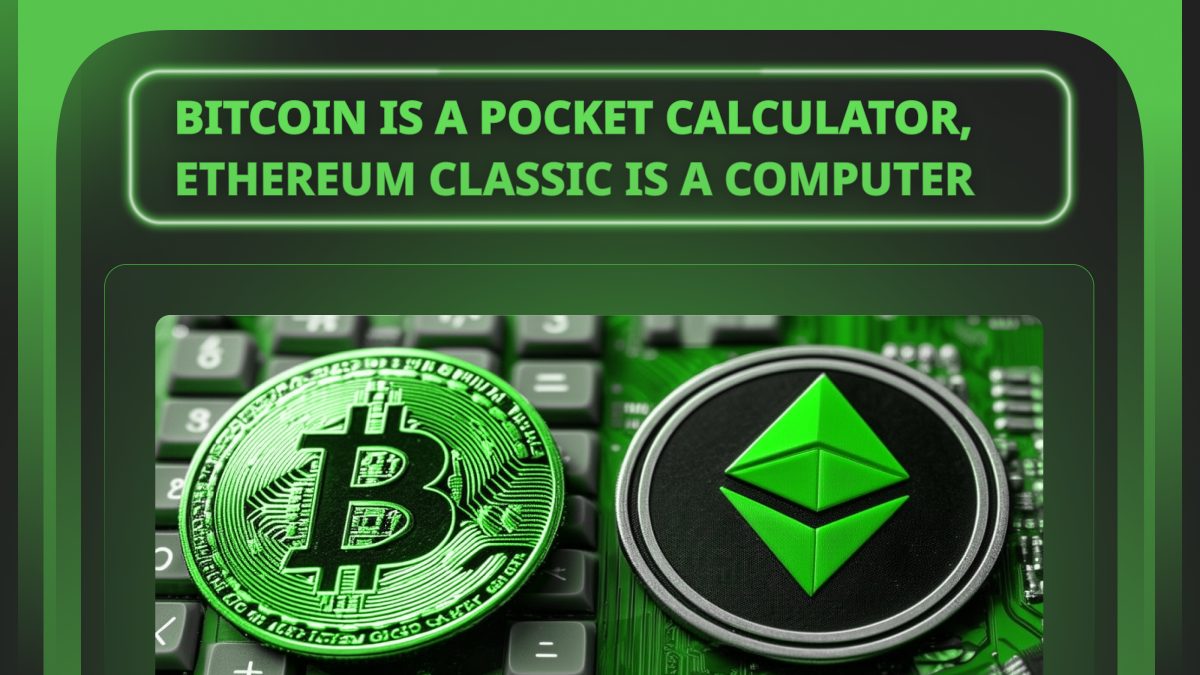 BITCOIN IS A POCKET CALCULATOR,
ETHEREUM CLASSIC IS A COMPUTER